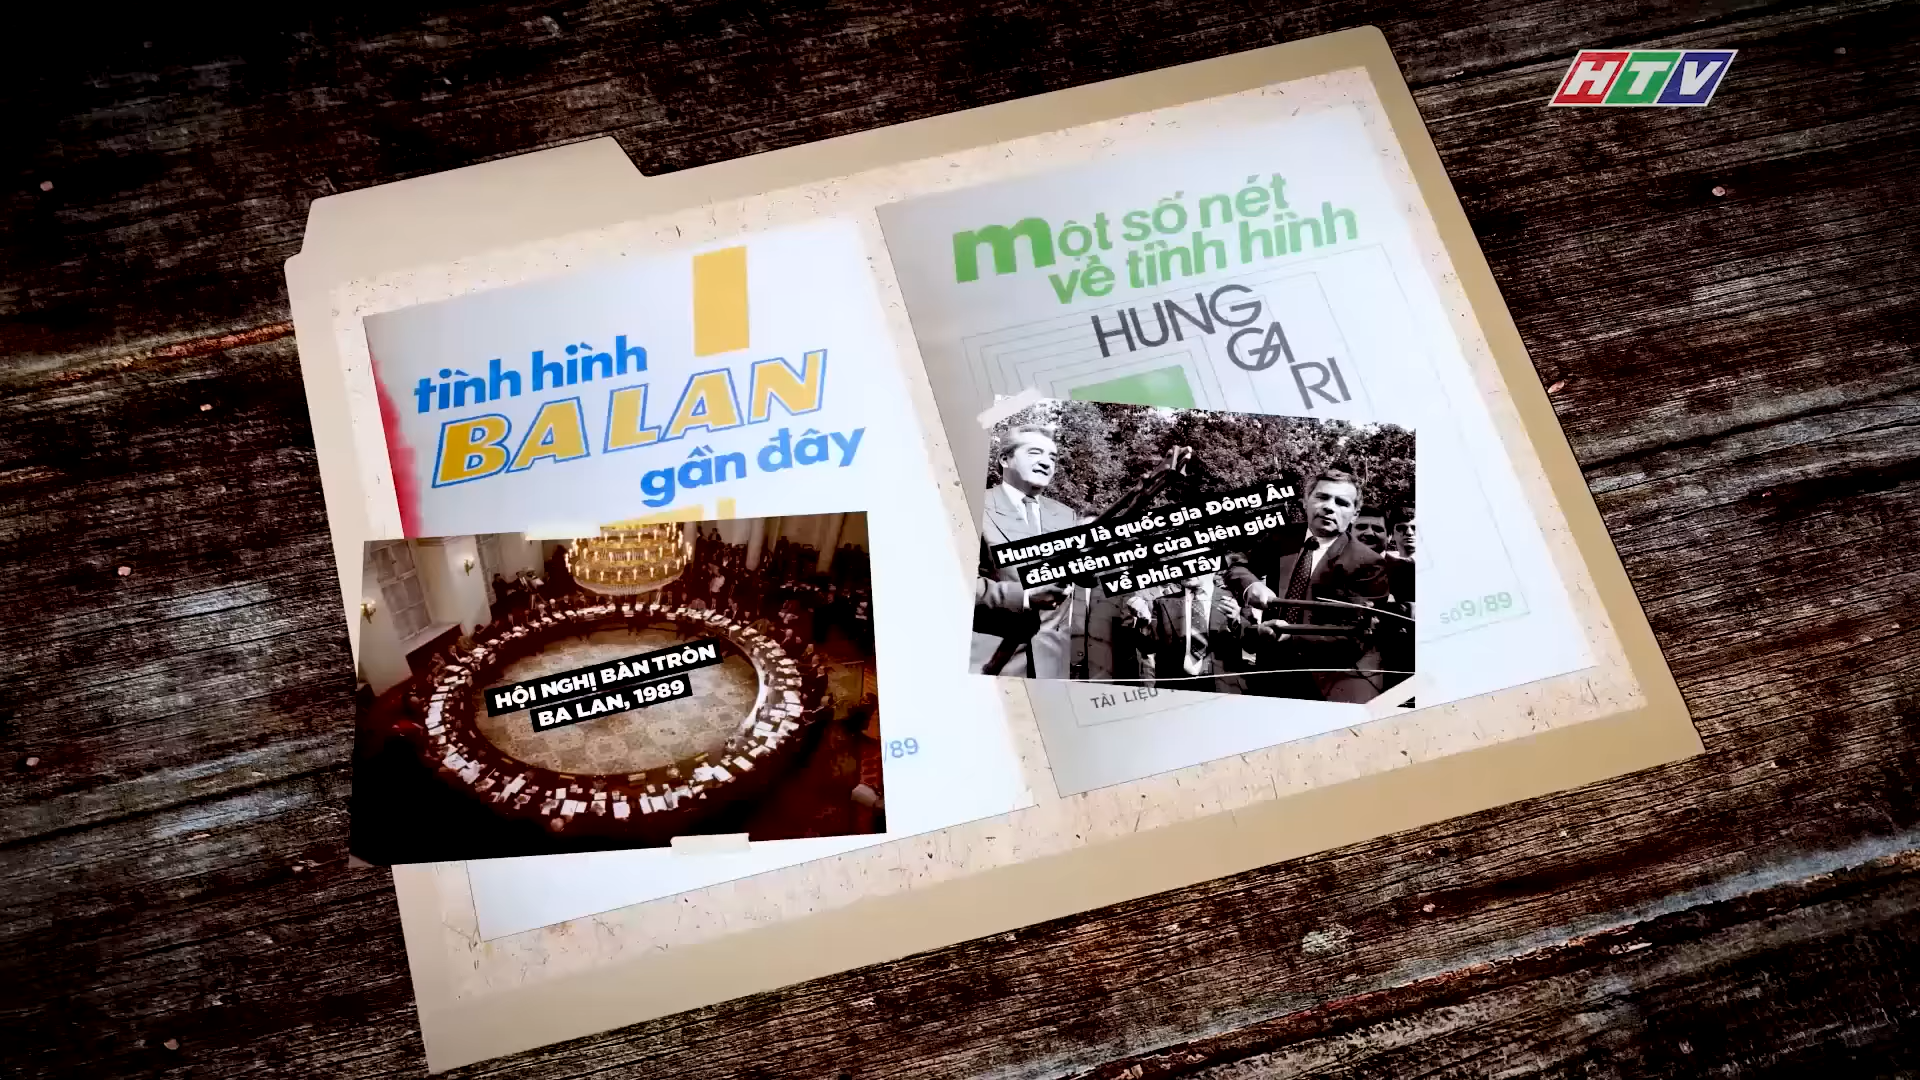 HTV
tình hình
BA LAN
gần đây
HỘI NGHỊ BÀN TRÒN
BA LAN, 1989
/89
một số nét
về tình hình
HUNG
GA
RI
Hungary là quốc gia Đông Âu
đầu tiên mở cửa biên giới
về phía Tây
số 9/89
TÀI LIỆU